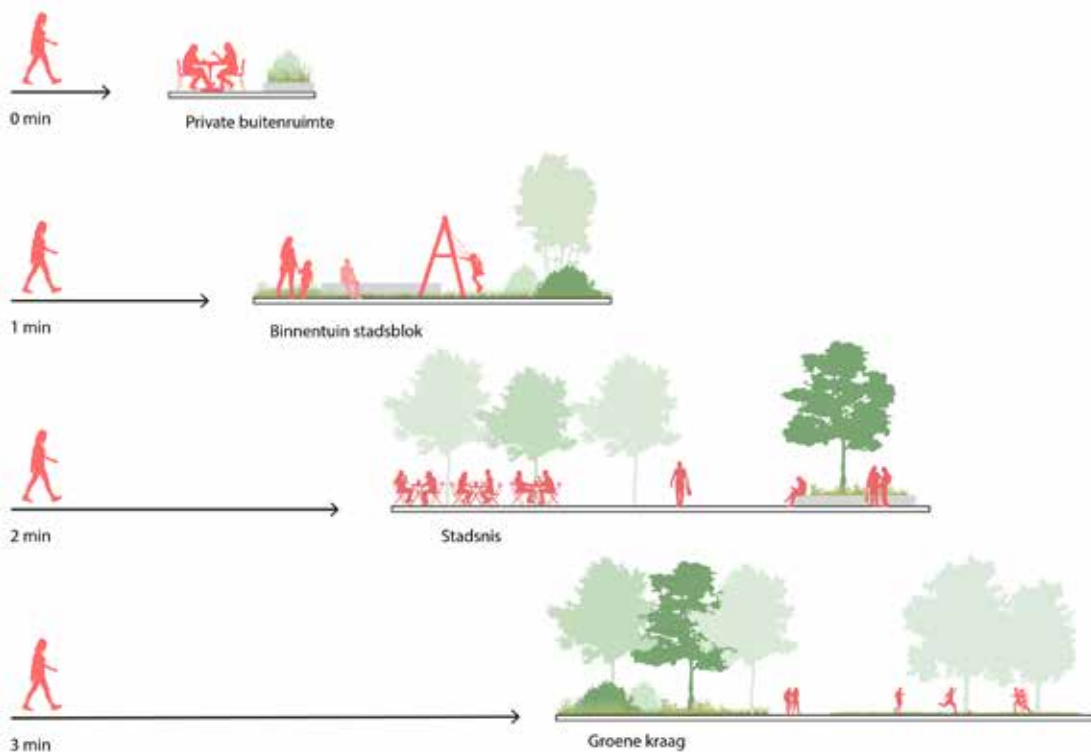 0 min
Private buitenruimte
1 min
Binnentuin stadsblok
2 min
Stadsnis
3 min
Groene kraag